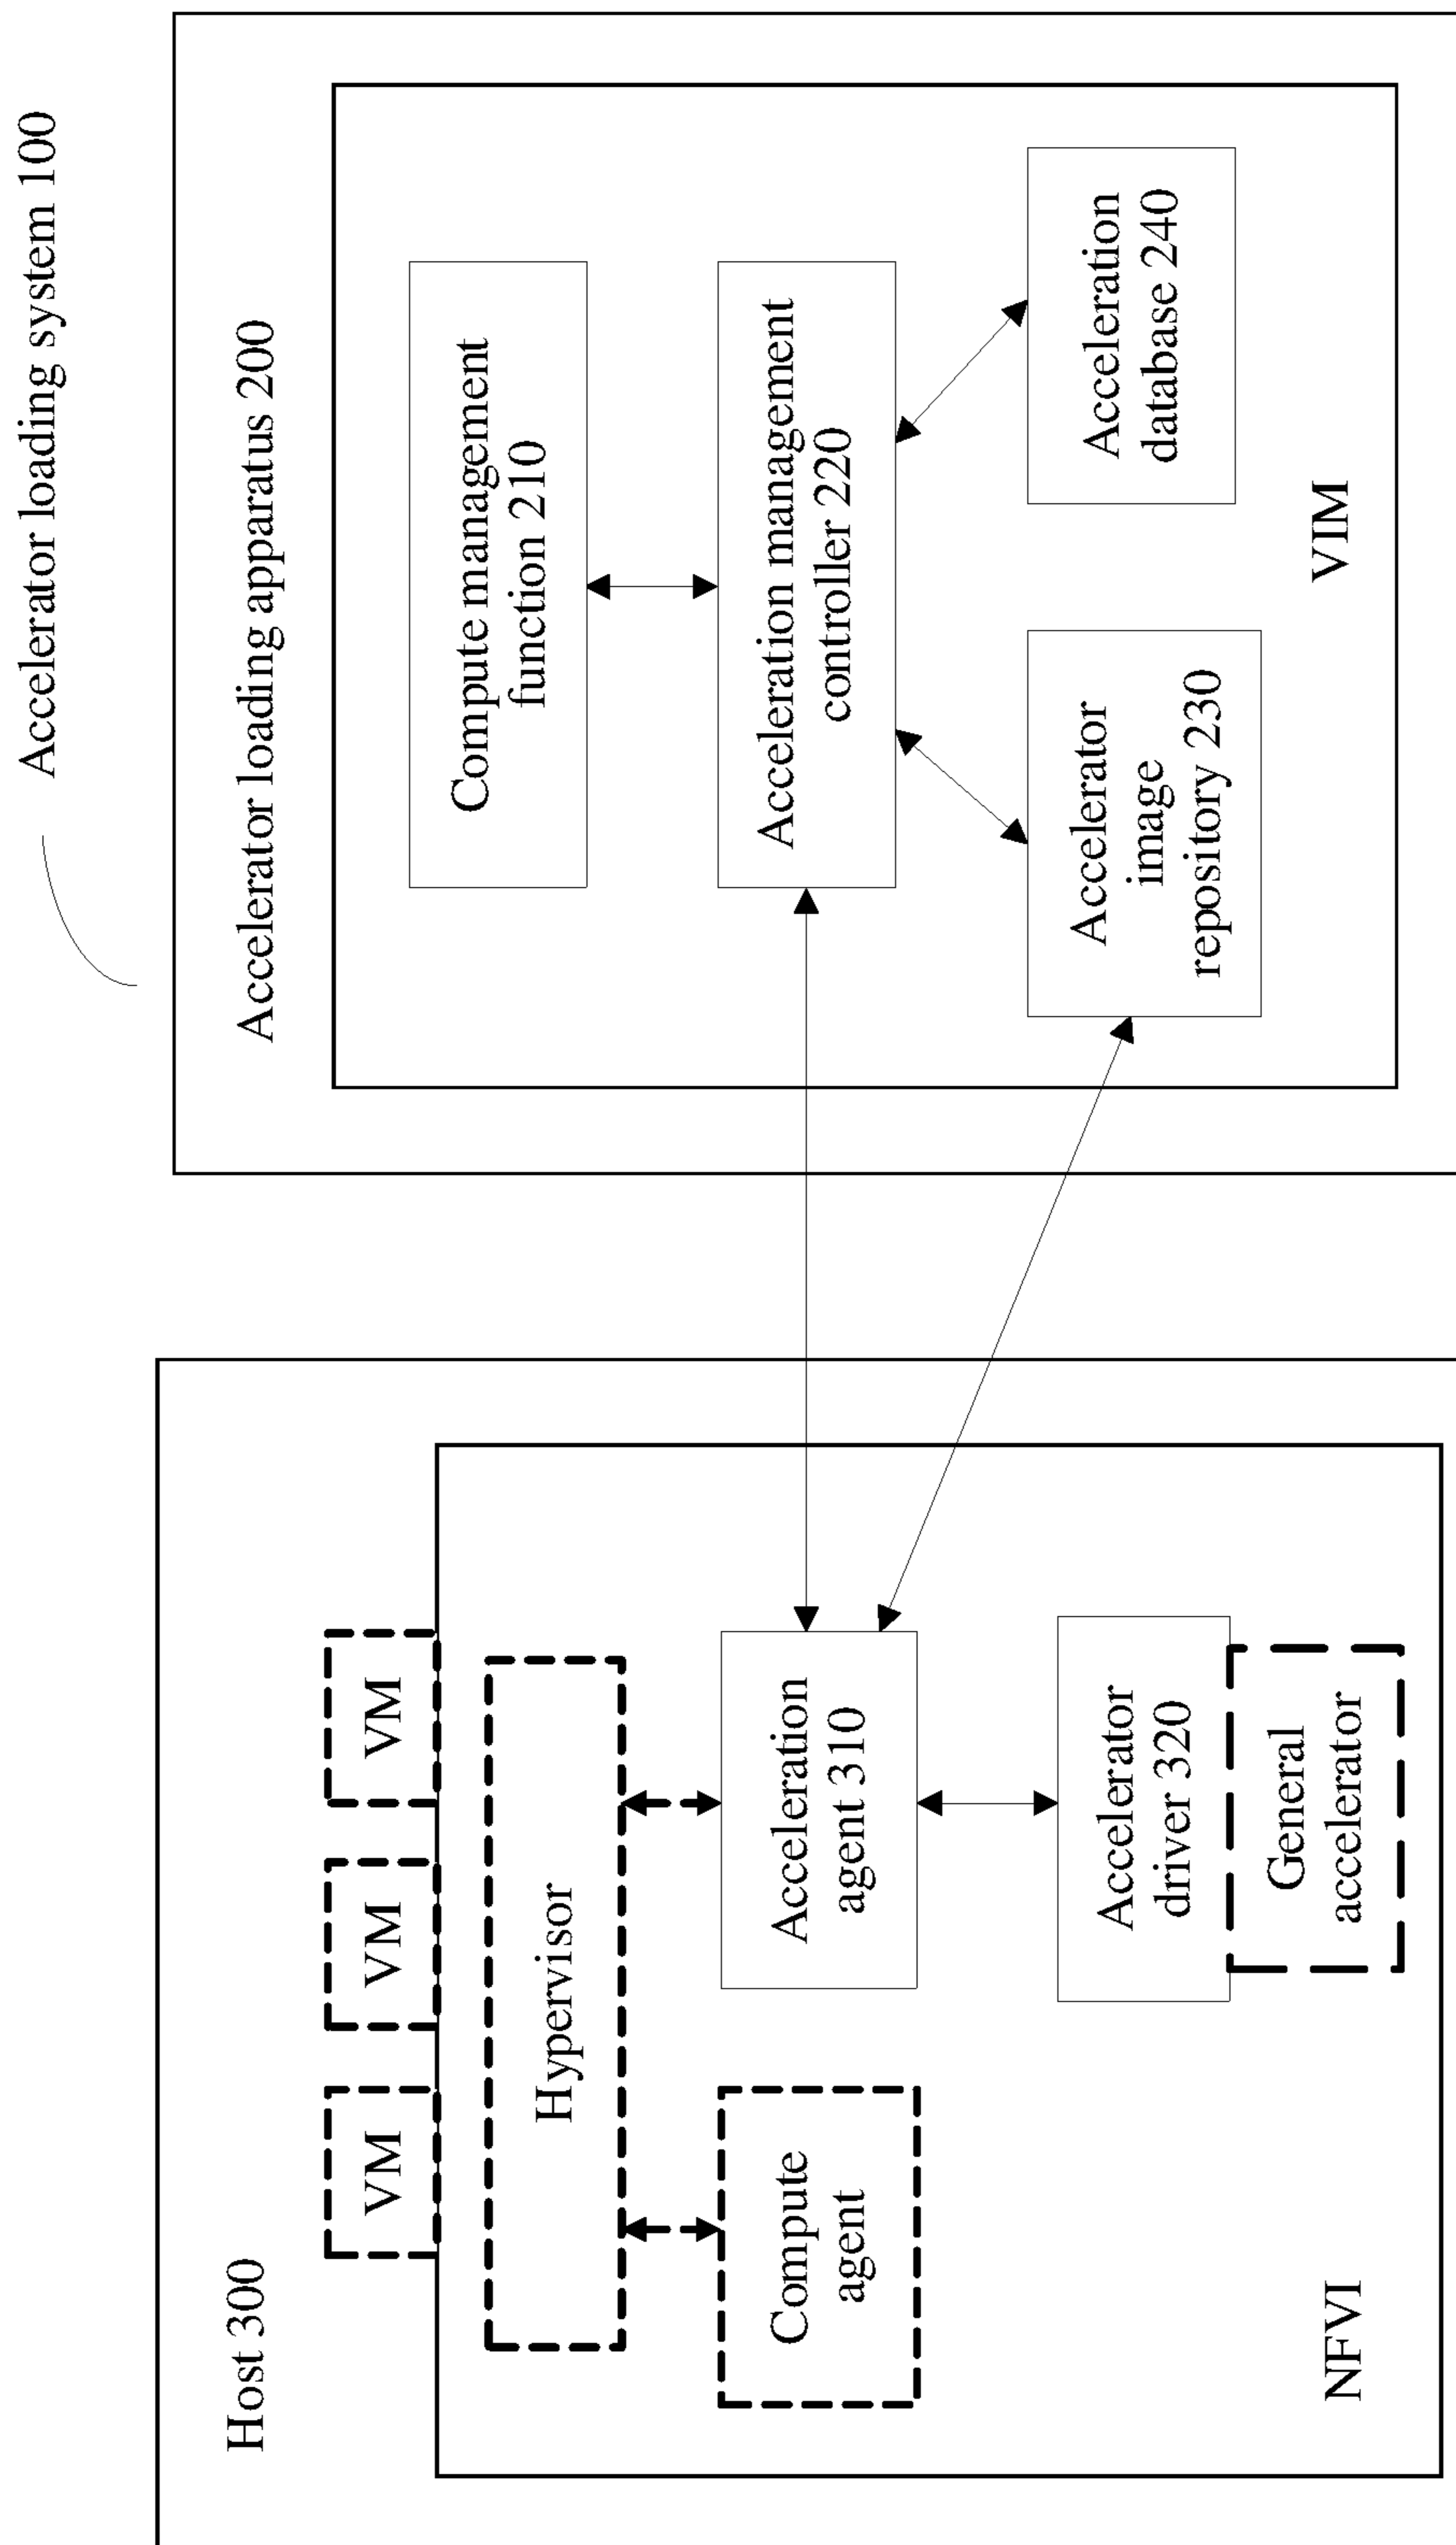 Accelerator loading system 100
Host 300
VM
VM
VM
Hypervisor
Compute
agent
Acceleration
agent 310
Accelerator
driver 320
General
accelerator
NFVI
Accelerator loading apparatus 200
Compute management
function 210
Acceleration management
controller 220
Accelerator
image
repository 230
Acceleration
database 240
VIM